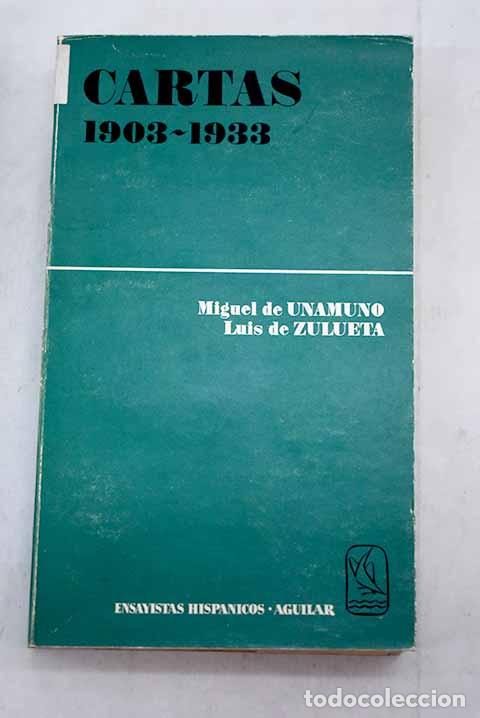 CARTAS
1903~1933
Miguel de UNAMUNO
Luis de ZULUETA
ENSAYISTAS HISPANICOS · AGUILAR
todocoleccion